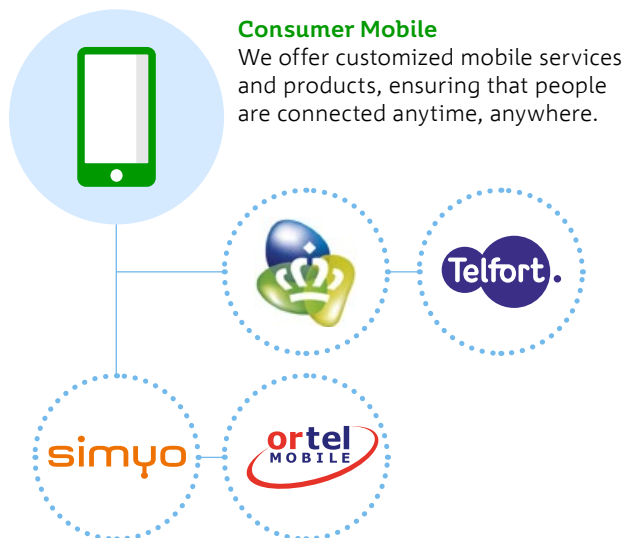 Consumer Mobile
We offer customized mobile services
and products, ensuring that people
are connected anytime, anywhere.
Telfort.
simyo
ortel
MOBILE